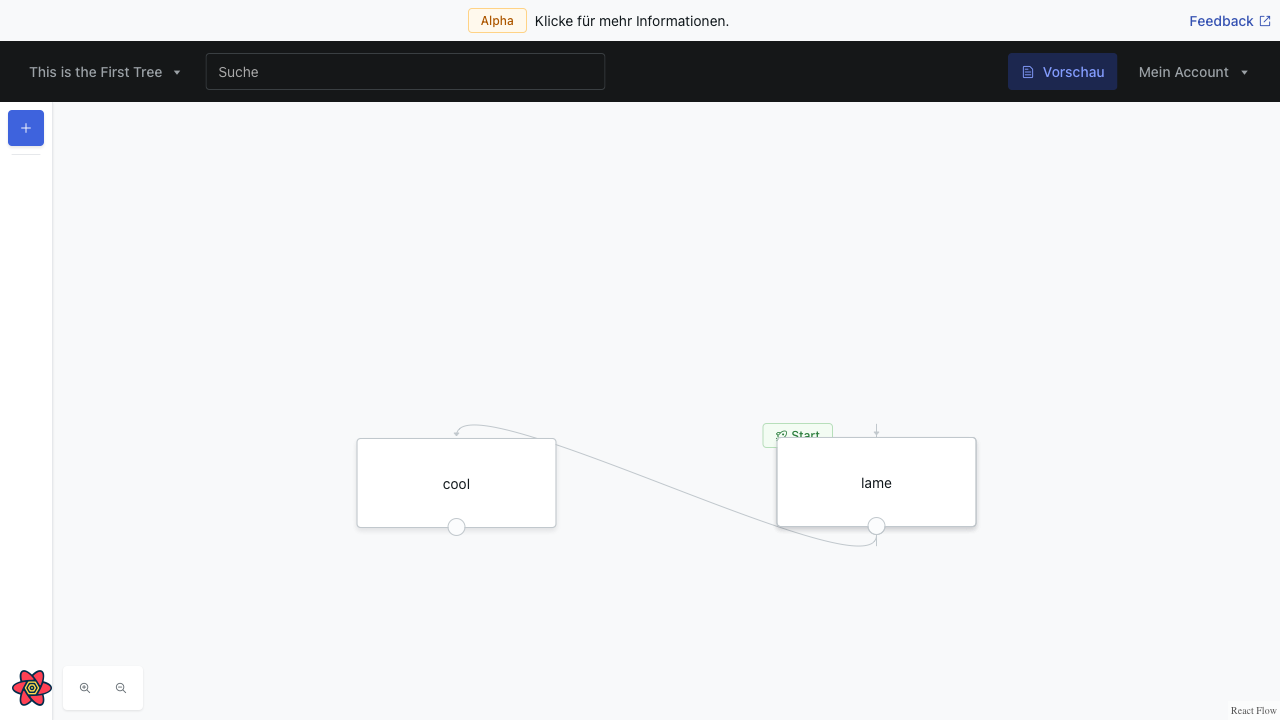 Alpha Klicke für mehr Informationen. Feedback
This is the First Tree Suche Vorschau Mein Account
Start
cool lame
React Flow